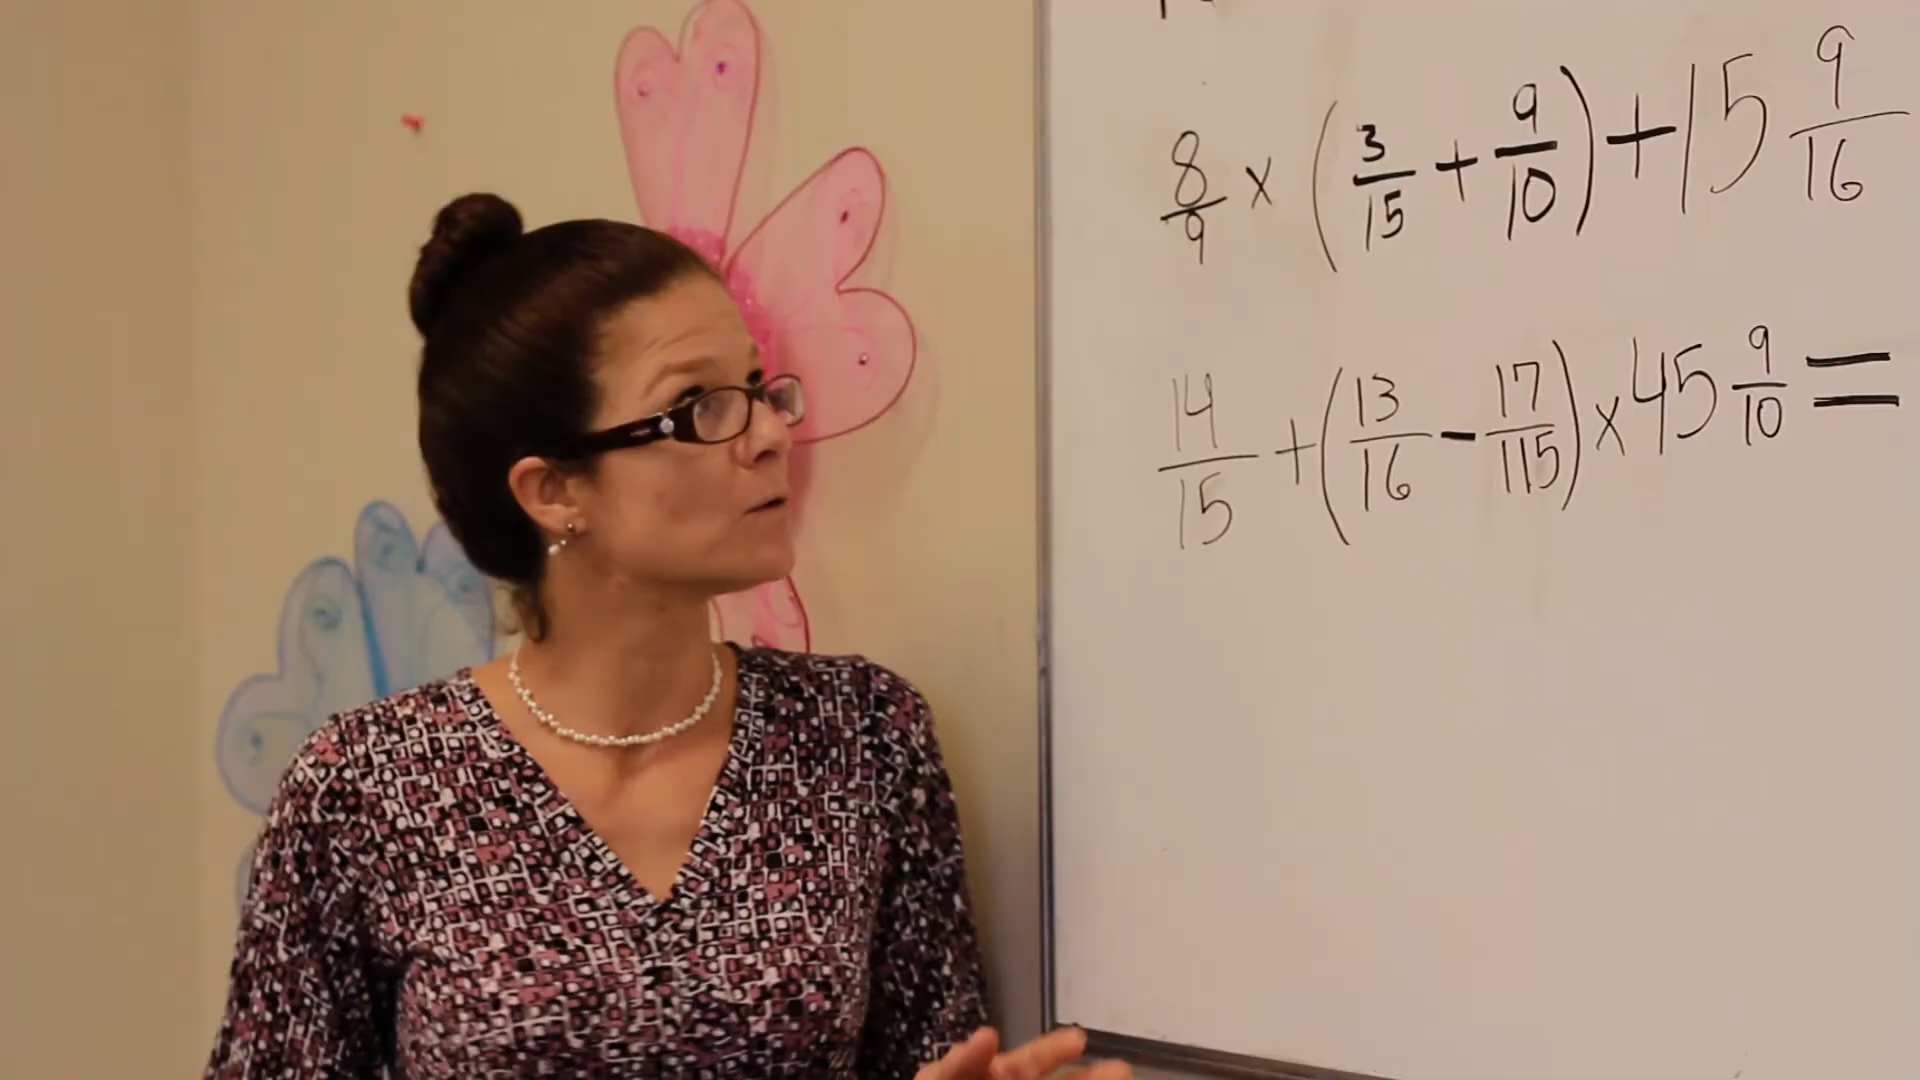 8/9 × (3/15 + 9/10) + 15 9/16
14/15 + (13/16 - 17/115) × 45 9/10 =